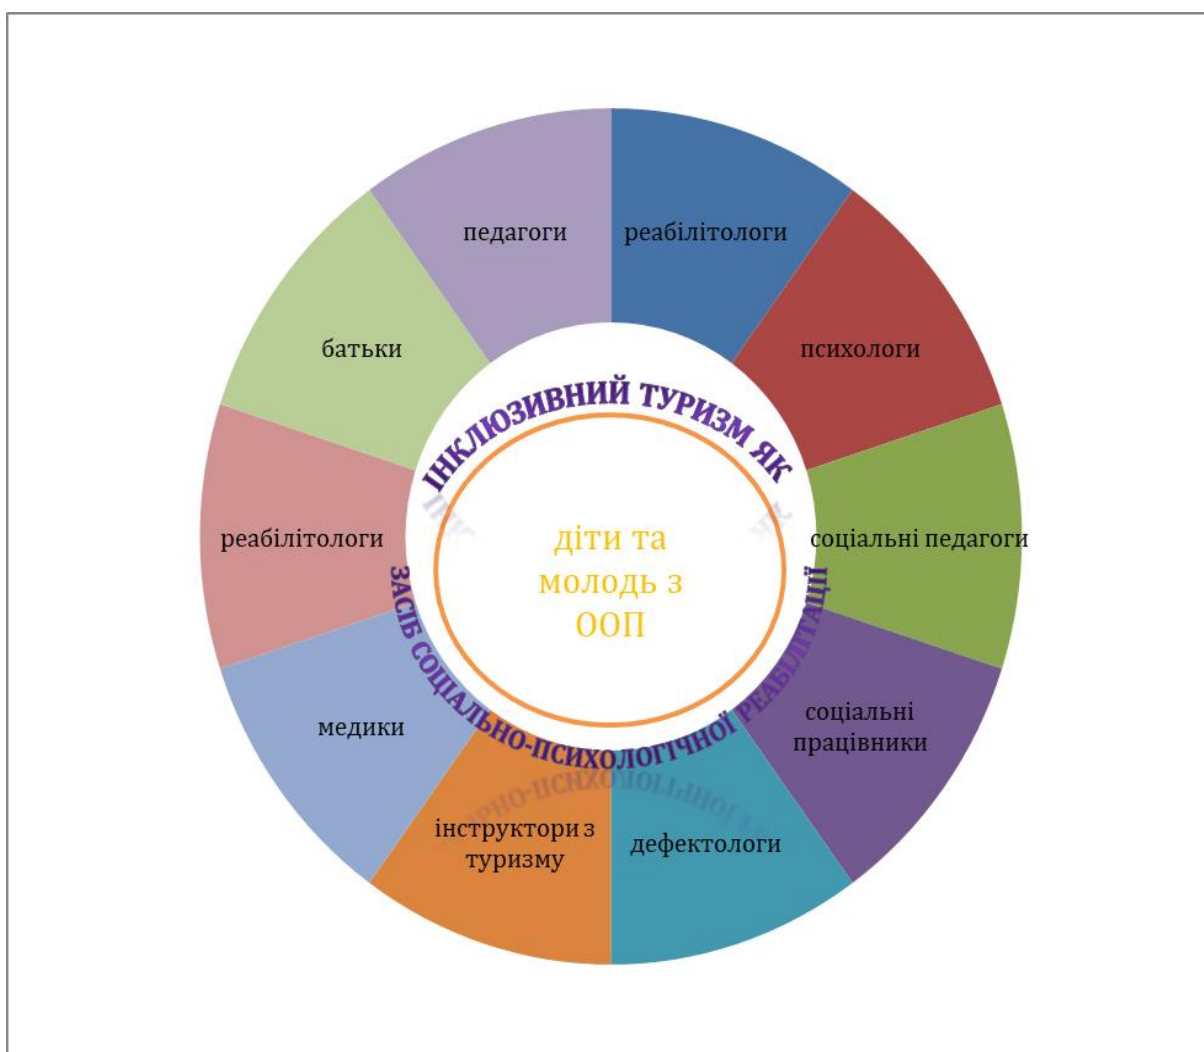 педагоги
реабілітологи
батьки
психологи
ІНКЛЮЗИВНИЙ ТУРИЗМ ЯК
реабілітологи
діти та
молодь з
ООП
соціальні педагоги
ЗАСІБ СОЦІАЛЬНО-ПСИХОЛОГІЧНОЇ РЕАБІЛІТАЦІЇ
медики
соціальні
працівники
інструктори з
туризму
дефектологи